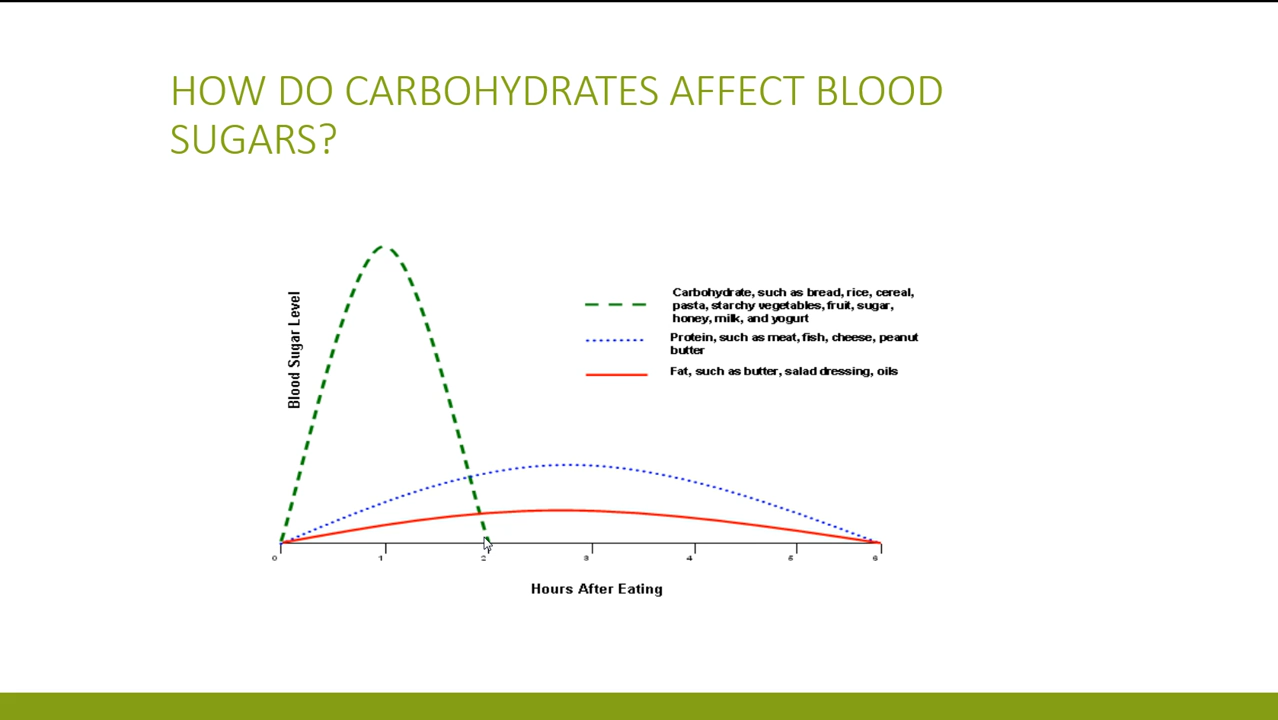 HOW DO CARBOHYDRATES AFFECT BLOOD
SUGARS?
Blood Sugar Level
Carbohydrate, such as bread, rice, cereal,
pasta, starchy vegetables, fruit, sugar,
honey, milk, and yogurt
Protein, such as meat, fish, cheese, peanut
butter
Fat, such as butter, salad dressing, oils
0 1 2 3 4 5 6
Hours After Eating